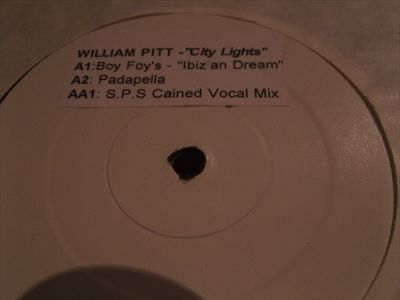 WILLIAM PITT -"City Lights"
A1:Boy Foy's - "Ibiz an Dream"
A2: Padapella
AA1: S.P.S Cained Vocal Mix